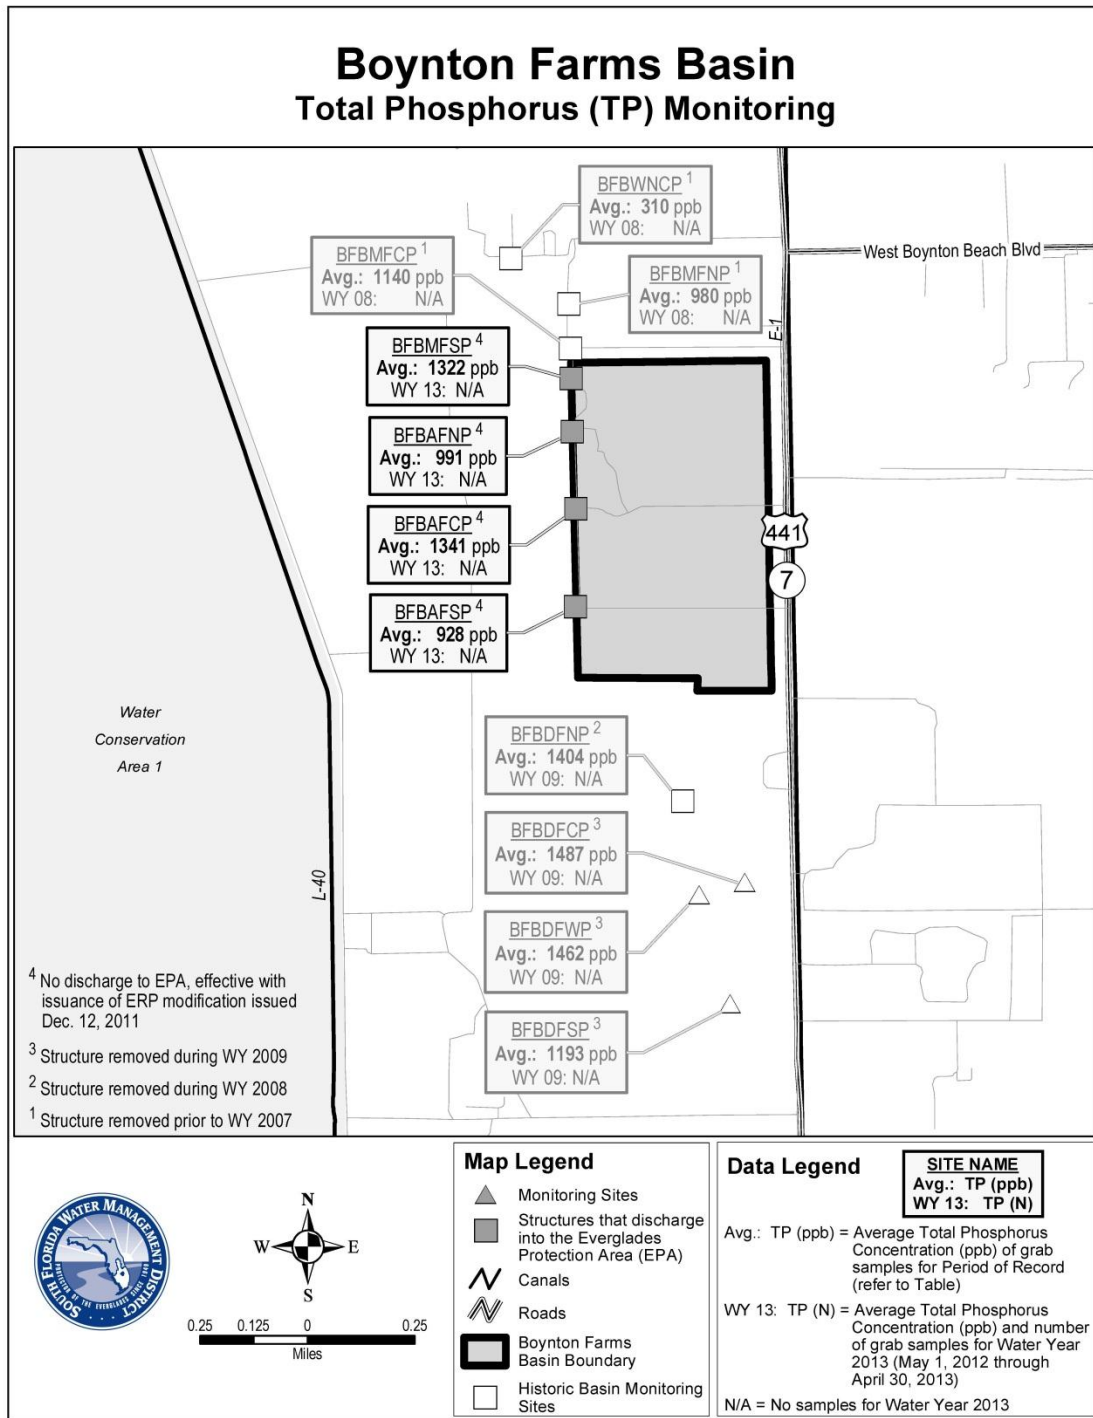 Boynton Farms Basin
Total Phosphorus (TP) Monitoring
BFBWNCP 1
Avg.: 310 ppb
WY 08: N/A
BFBMFCP 1
Avg.: 1140 ppb
WY 08: N/A
BFBMFNP 1
Avg.: 980 ppb
WY 08: N/A
West Boynton Beach Blvd
E-1
BFBMFSP 4
Avg.: 1322 ppb
WY 13: N/A
BFBAFNP 4
Avg.: 991 ppb
WY 13: N/A
BFBAFCP 4
Avg.: 1341 ppb
WY 13: N/A
441
7
BFBAFSP 4
Avg.: 928 ppb
WY 13: N/A
Water
Conservation
Area 1
BFBDFNP 2
Avg.: 1404 ppb
WY 09: N/A
BFBDFCP 3
Avg.: 1487 ppb
WY 09: N/A
L-40
BFBDFWP 3
Avg.: 1462 ppb
WY 09: N/A
BFBDFSP 3
Avg.: 1193 ppb
WY 09: N/A
4 No discharge to EPA, effective with
issuance of ERP modification issued
Dec. 12, 2011
3 Structure removed during WY 2009
2 Structure removed during WY 2008
1 Structure removed prior to WY 2007
SOUTH FLORIDA WATER MANAGEMENT DISTRICT
PROTECTOR OF THE EVERGLADES SINCE 1949
N
W E
S
0.25 0.125 0 0.25
Miles
Map Legend
Monitoring Sites
Structures that discharge
into the Everglades
Protection Area (EPA)
Canals
Roads
Boynton Farms
Basin Boundary
Historic Basin Monitoring
Sites
Data Legend
SITE NAME
Avg.: TP (ppb)
WY 13: TP (N)
Avg.: TP (ppb) = Average Total Phosphorus
Concentration (ppb) of grab
samples for Period of Record
(refer to Table)
WY 13: TP (N) = Average Total Phosphorus
Concentration (ppb) and number
of grab samples for Water Year
2013 (May 1, 2012 through
April 30, 2013)
N/A = No samples for Water Year 2013